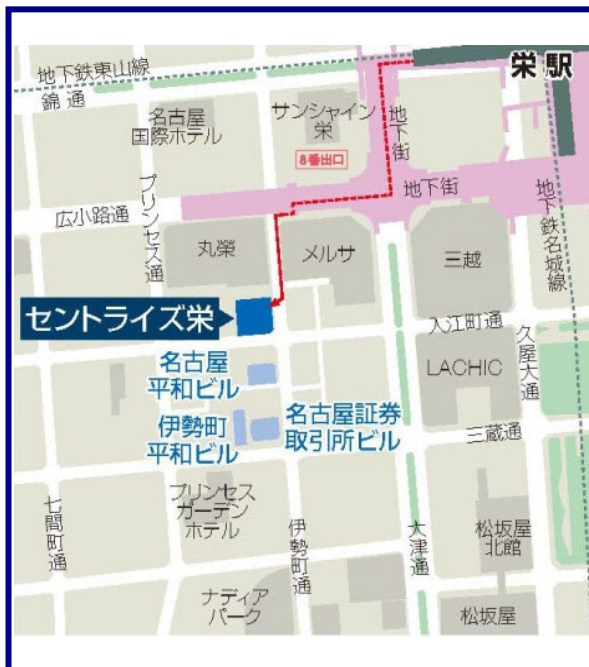 地下鉄東山線
錦通
栄駅
名古屋
国際ホテル
サンシャイン
栄
8番出口
地下街
地下街
プリンセス通
広小路通
丸榮
メルサ
三越
地下鉄名城線
セントライズ栄
入江町通
久屋大通
名古屋
平和ビル
LACHIC
伊勢町
平和ビル
名古屋証券
取引所ビル
三蔵通
プリンセス
ガーデン
ホテル
七間町通
伊勢町通
大津通
松坂屋
北館
ナディア
パーク
松坂屋